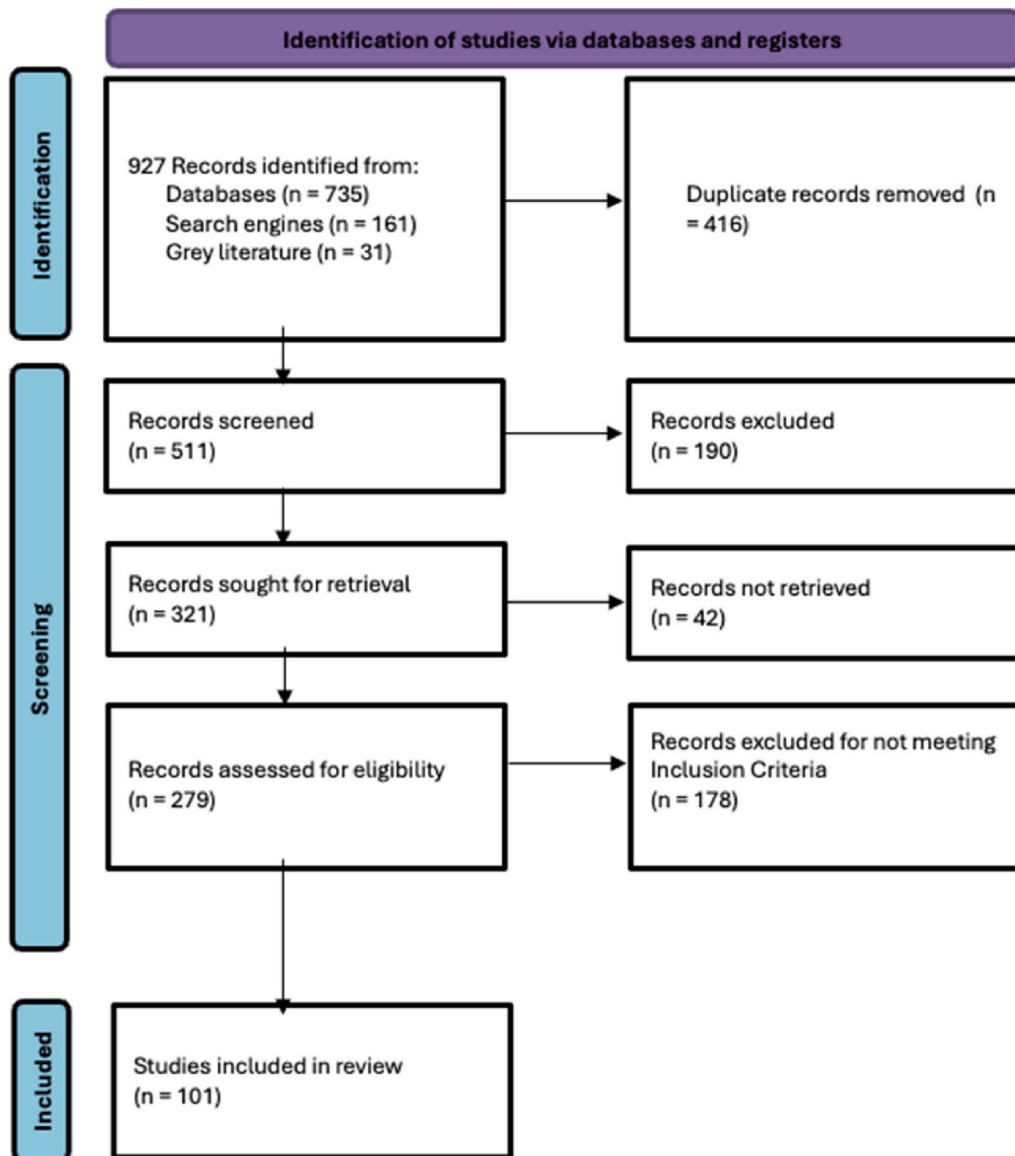 Identification of studies via databases and registers
Identification
927 Records identified from:
Databases (n = 735)
Search engines (n = 161)
Grey literature (n = 31)
Duplicate records removed  (n
= 416)
Screening
Records screened
(n = 511)
Records excluded
(n = 190)
Records sought for retrieval
(n = 321)
Records not retrieved
(n = 42)
Records assessed for eligibility
(n = 279)
Records excluded for not meeting
Inclusion Criteria
(n = 178)
Included
Studies included in review
(n = 101)